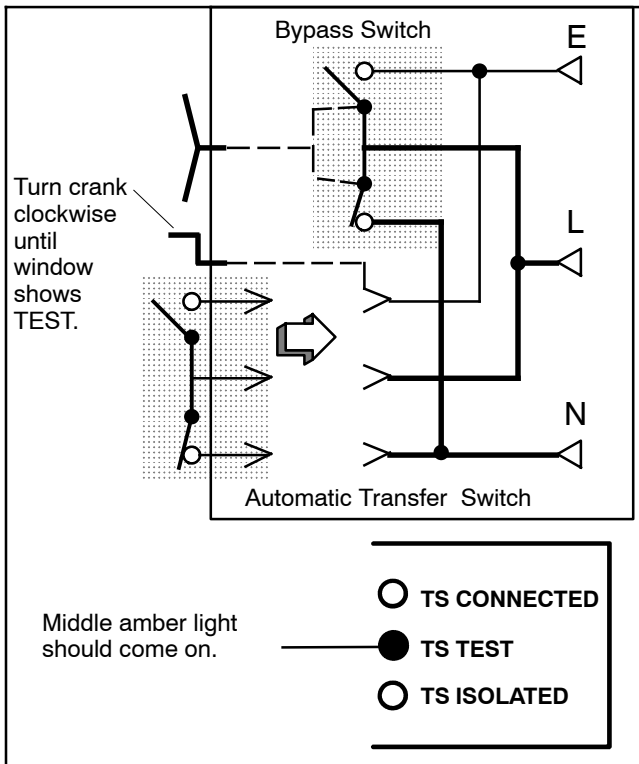 Bypass Switch
E
Turn crank
clockwise
until
window
shows
TEST.
L
N
Automatic Transfer Switch
TS CONNECTED
Middle amber light
should come on.
TS TEST
TS ISOLATED